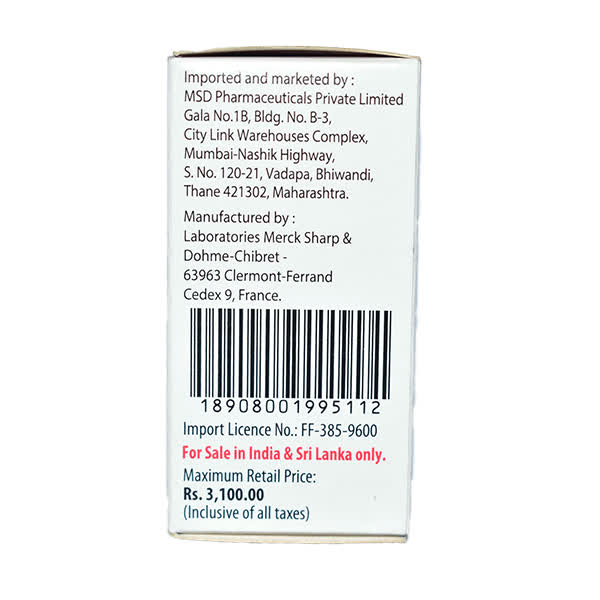 Imported and marketed by :
MSD Pharmaceuticals Private Limited
Gala No.1B, Bldg. No. B-3,
City Link Warehouses Complex,
Mumbai-Nashik Highway,
S. No. 120-21, Vadapa, Bhiwandi,
Thane 421302, Maharashtra.
Manufactured by :
Laboratories Merck Sharp &
Dohme-Chibret -
63963 Clermont-Ferrand
Cedex 9, France.
18908001995112
Import Licence No.: FF-385-9600
For Sale in India & Sri Lanka only.
Maximum Retail Price:
Rs. 3,100.00
(Inclusive of all taxes)